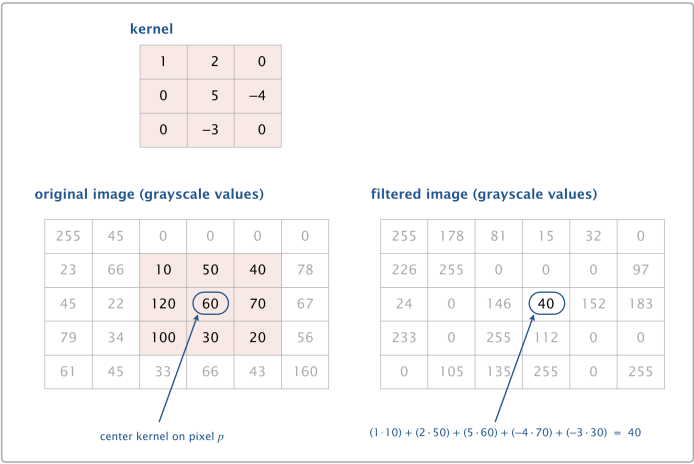 kernel
1 2 0
0 5 −4
0 −3 0
original image (grayscale values)
255 45 0 0 0 0
23 66 10 50 40 78
45 22 120 60 70 67
79 34 100 30 20 56
61 45 33 66 43 160
center kernel on pixel p
filtered image (grayscale values)
255 178 81 15 32 0
226 255 0 0 0 97
24 0 146 40 152 183
233 0 255 112 0 0
0 105 135 255 0 255
(1·10) + (2·50) + (5·60) + (−4·70) + (−3·30) = 40